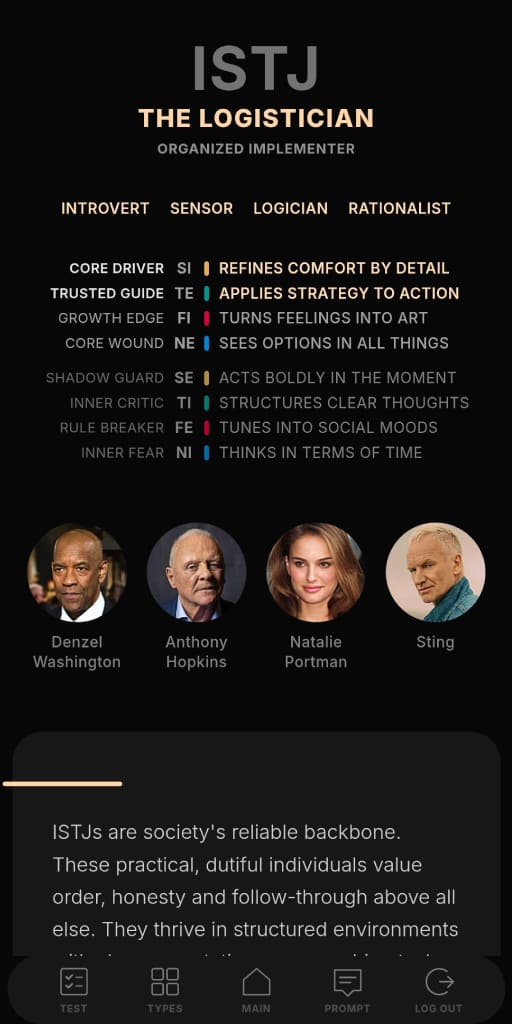 ISTJ
THE LOGISTICIAN
ORGANIZED IMPLEMENTER
INTROVERT SENSOR LOGICIAN RATIONALIST
CORE DRIVER SI REFINES COMFORT BY DETAIL
TRUSTED GUIDE TE APPLIES STRATEGY TO ACTION
GROWTH EDGE FI TURNS FEELINGS INTO ART
CORE WOUND NE SEES OPTIONS IN ALL THINGS
SHADOW GUARD SE ACTS BOLDLY IN THE MOMENT
INNER CRITIC TI STRUCTURES CLEAR THOUGHTS
RULE BREAKER FE TUNES INTO SOCIAL MOODS
INNER FEAR NI THINKS IN TERMS OF TIME
Denzel Washington
Anthony Hopkins
Natalie Portman
Sting
ISTJs are society's reliable backbone.
These practical, dutiful individuals value
order, honesty and follow-through above all
else. They thrive in structured environments
TEST TYPES MAIN PROMPT LOG OUT